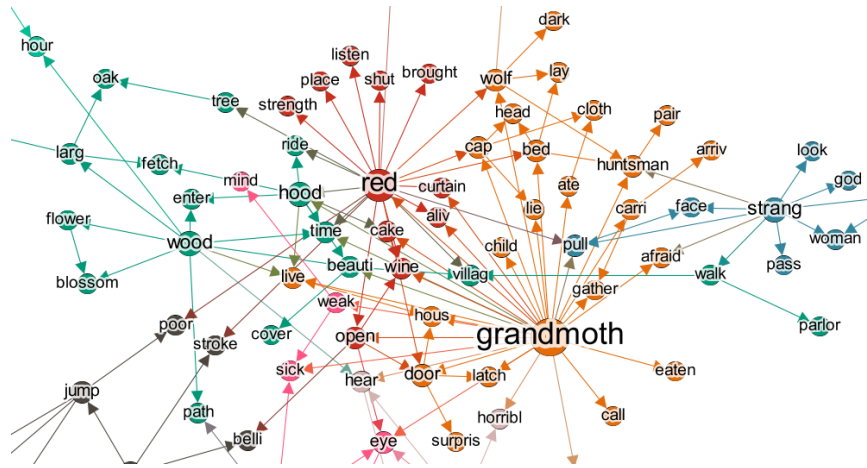 dark
hour
listen
place
shut
brought
wolf
lay
oak
tree
strength
head
cloth
pair
larg
fetch
ride
cap
bed
huntsman
arriv
look
mind
red
curtain
ate
god
enter
hood
aliv
lie
carri
face
strang
flower
wood
time
cake
child
pull
afraid
woman
blossom
live
beauti
wine
villag
gather
walk
pass
poor
weak
hous
grandmoth
parlor
stroke
cover
open
sick
hear
door
latch
eaten
jump
path
belli
eye
surpris
horribl
call